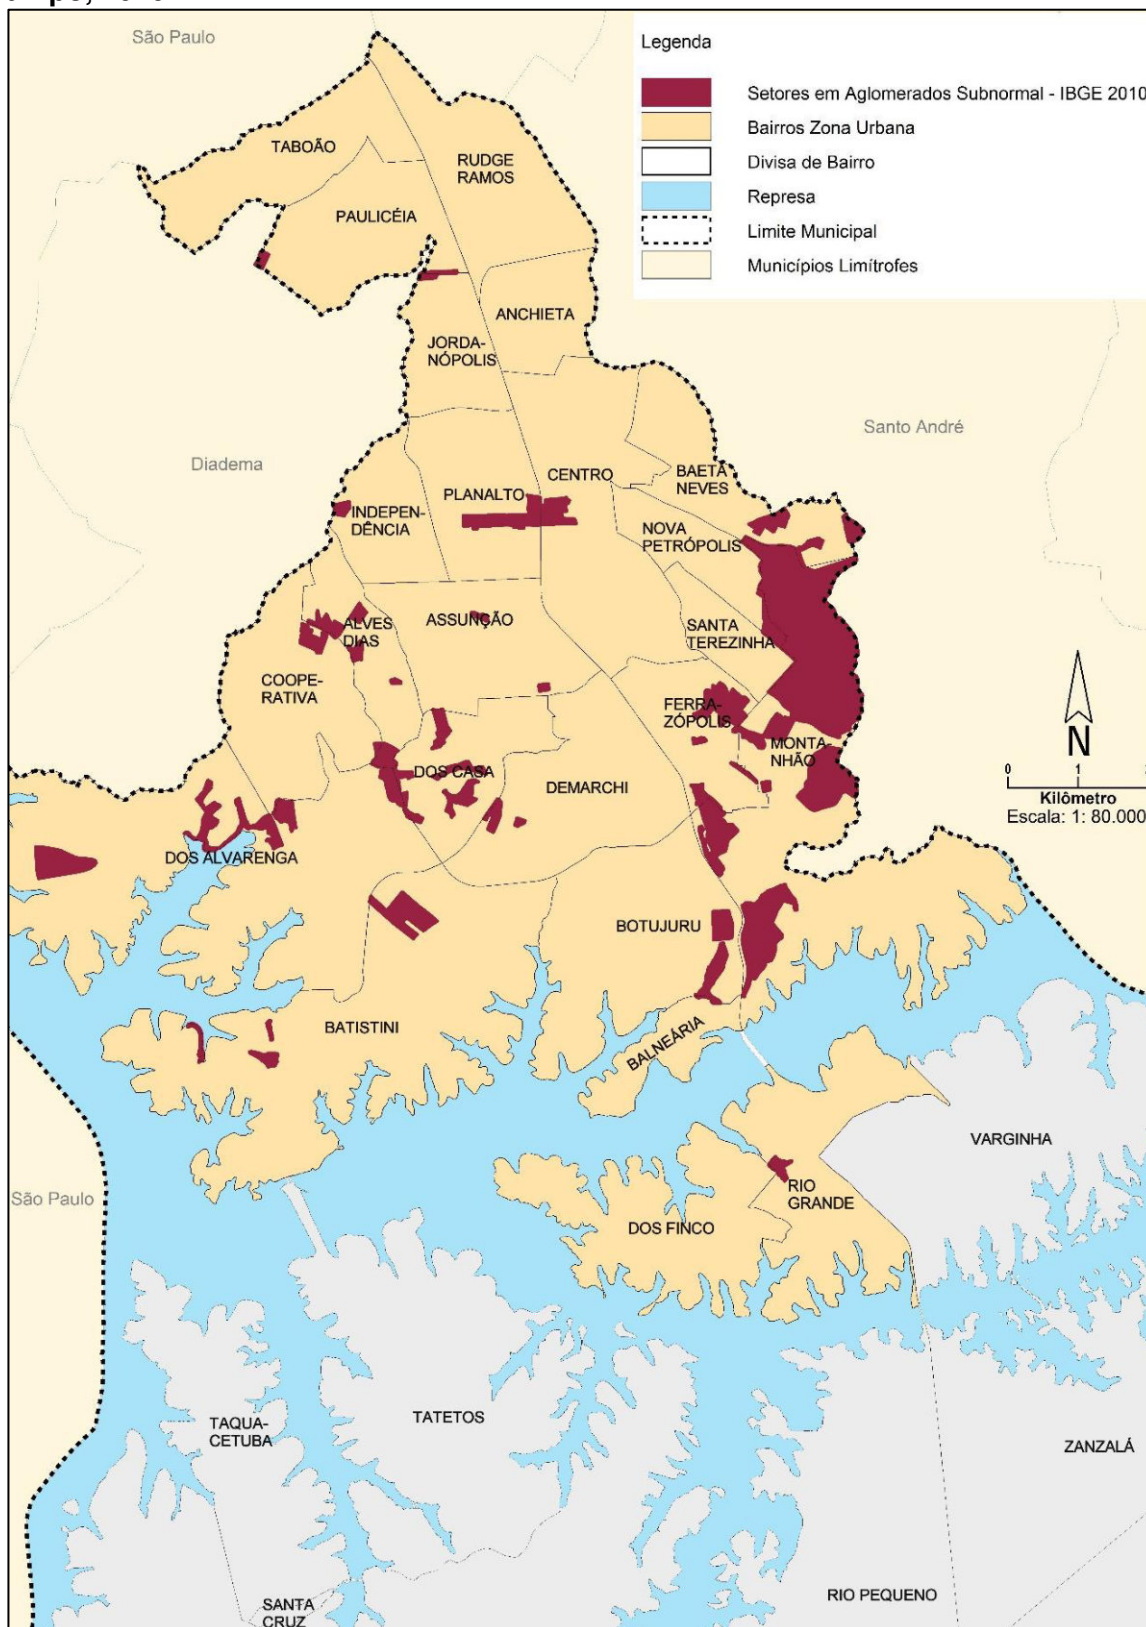 São Paulo
Legenda
Setores em Aglomerados Subnormal - IBGE 2010
Bairros Zona Urbana
Divisa de Bairro
Represa
Limite Municipal
Municípios Limítrofes
TABOÃO
RUDGE
RAMOS
PAULICÉIA
ANCHIETA
JORDA-
NÓPOLIS
Santo André
Diadema
CENTRO
BAETA
NEVES
PLANALTO
INDEPEN-
DÊNCIA
NOVA
PETRÓPOLIS
ALVES
DIAS
ASSUNÇÃO
SANTA
TEREZINHA
COOPE-
RATIVA
FERRA-
ZÓPOLIS
MONTA-
NHÃO
N
0 1
Kilômetro
Escala: 1: 80.000
DOS CASA
DEMARCHI
DOS ALVARENGA
BOTUJURU
BATISTINI
BALNEÁRIA
VARGINHA
São Paulo
RIO
GRANDE
DOS FINCO
TAQUA-
CETUBA
TATETOS
ZANZALÁ
SANTA
CRUZ
RIO PEQUENO